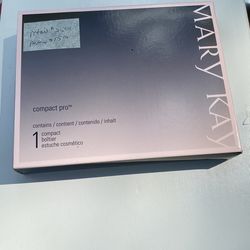 MARY KAY
compact pro™
contains / content / contenido / inhalt
1 compact
boîtier
estuche cosmético